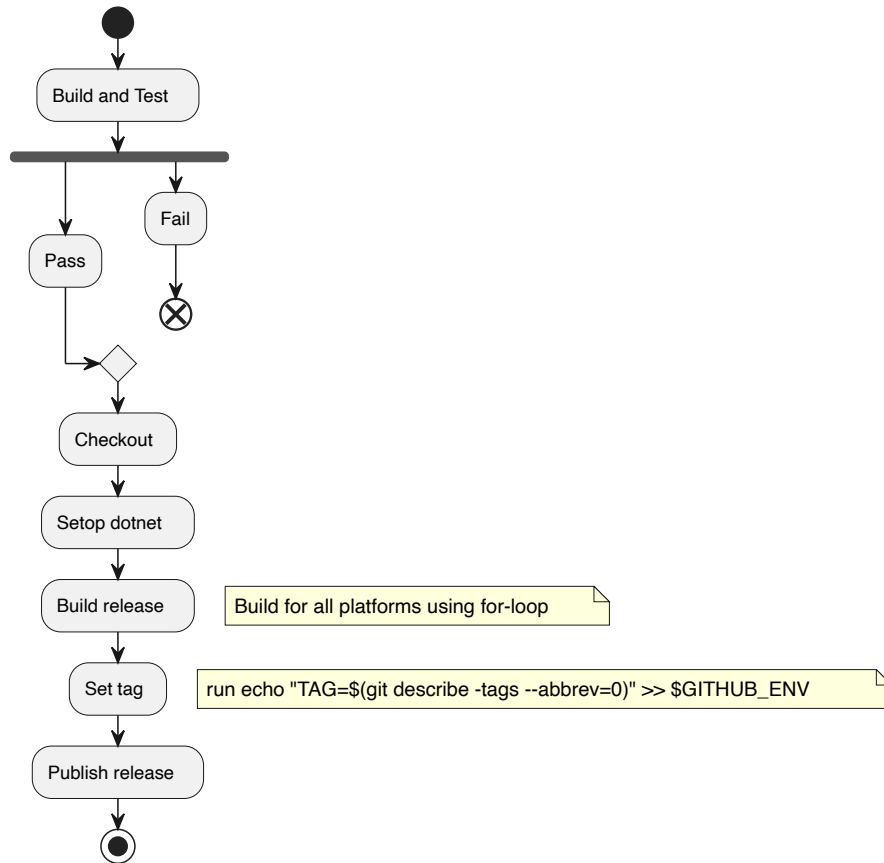 Build and Test
Fail
Pass
Checkout
Setop dotnet
Build release
Build for all platforms using for-loop
Set tag
run echo "TAG=$(git describe -tags --abbrev=0)" >> $GITHUB_ENV
Publish release